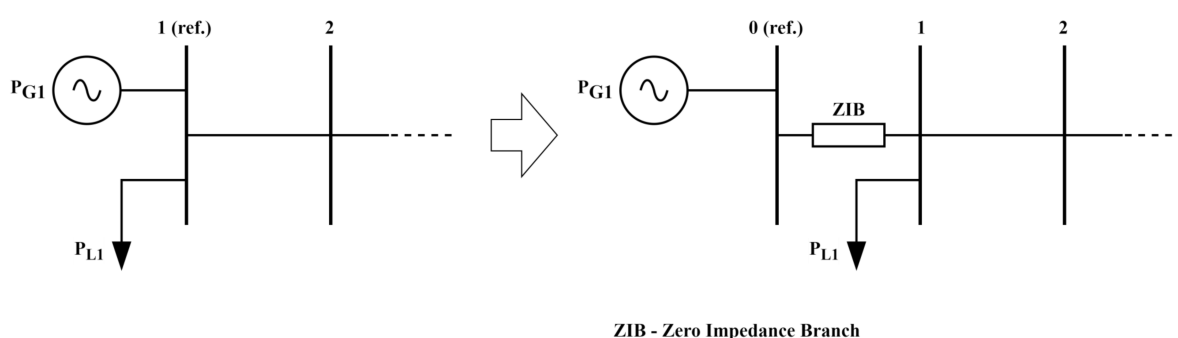 1 (ref.) 2 0 (ref.) 1 2
PG1 PG1
ZIB
PL1 PL1
ZIB - Zero Impedance Branch